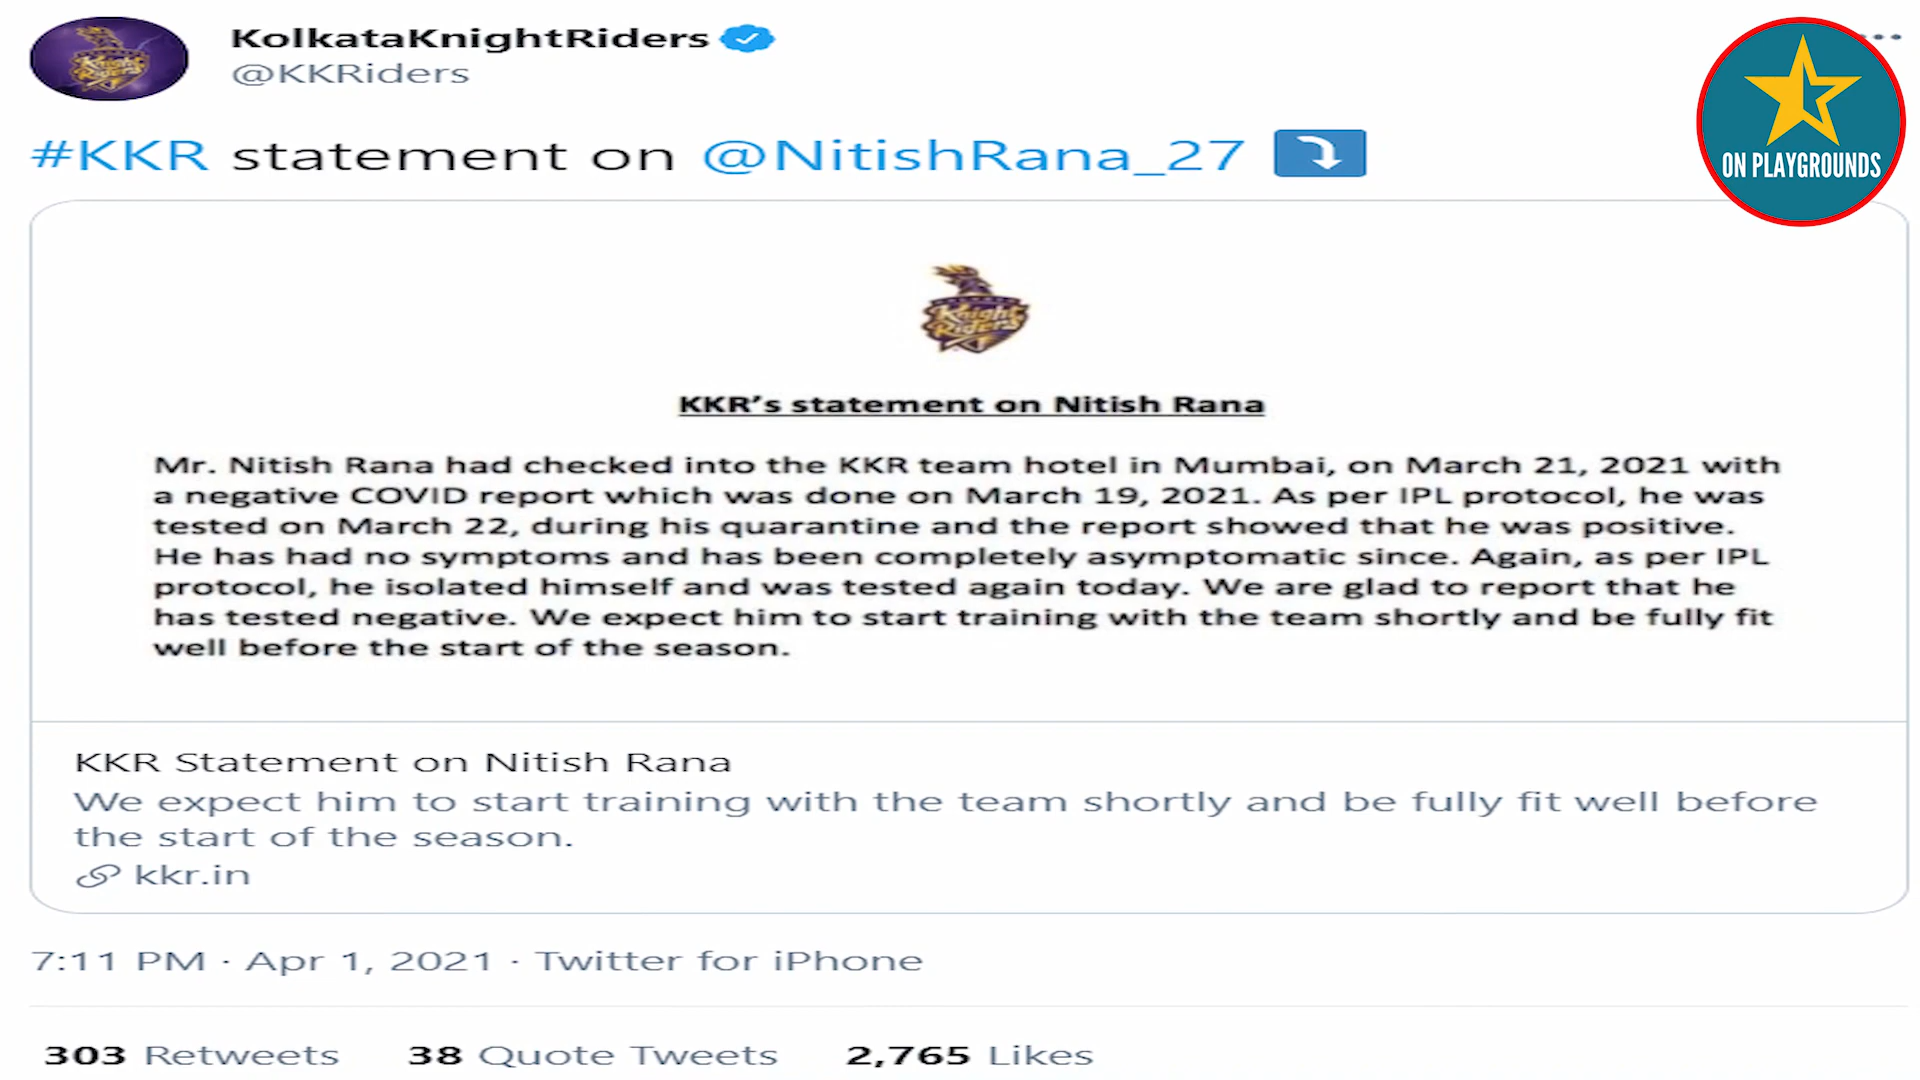 KolkataKnightRiders
@KKRiders
ON PLAYGROUNDS
#KKR statement on @NitishRana_27
Knight
Riders
KKR's statement on Nitish Rana
Mr. Nitish Rana had checked into the KKR team hotel in Mumbai, on March 21, 2021 with
a negative COVID report which was done on March 19, 2021. As per IPL protocol, he was
tested on March 22, during his quarantine and the report showed that he was positive.
He has had no symptoms and has been completely asymptomatic since. Again, as per IPL
protocol, he isolated himself and was tested again today. We are glad to report that he
has tested negative. We expect him to start training with the team shortly and be fully fit
well before the start of the season.
KKR Statement on Nitish Rana
We expect him to start training with the team shortly and be fully fit well before
the start of the season.
kkr.in
7:11 PM · Apr 1, 2021 · Twitter for iPhone
303 Retweets 38 Quote Tweets 2,765 Likes